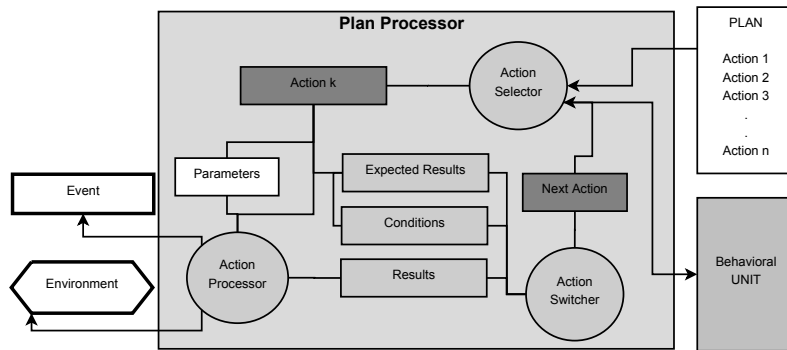 Plan Processor
PLAN
Action 1
Action 2
Action 3
.
.
Action n
Action
Selector
Action k
Parameters
Expected Results
Next Action
Event
Conditions
Action
Processor
Results
Action
Switcher
Environment
Behavioral
UNIT